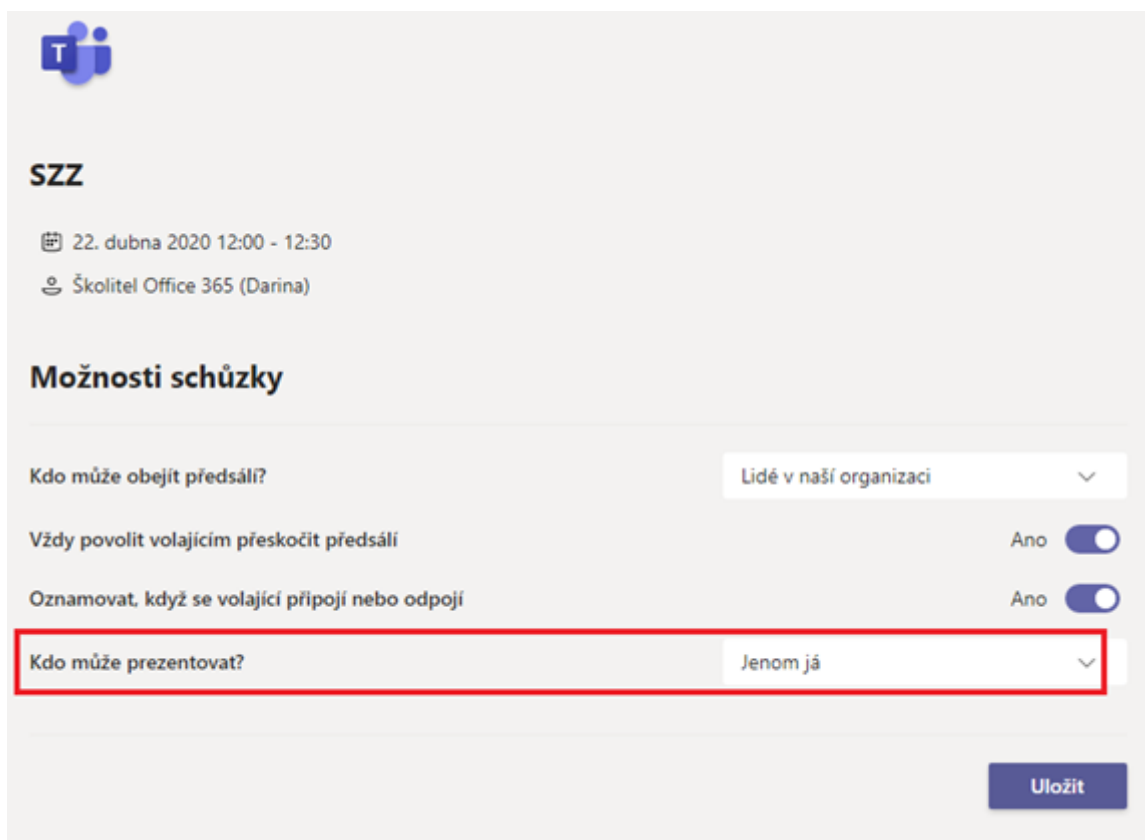 T
SZZ
22. dubna 2020 12:00 - 12:30
Školitel Office 365 (Darina)
Možnosti schůzky
Kdo může obejít předsálí? Lidé v naší organizaci
Vždy povolit volajícím přeskočit předsálí Ano
Oznamovat, když se volající připojí nebo odpojí Ano
Kdo může prezentovat? Jenom já
Uložit